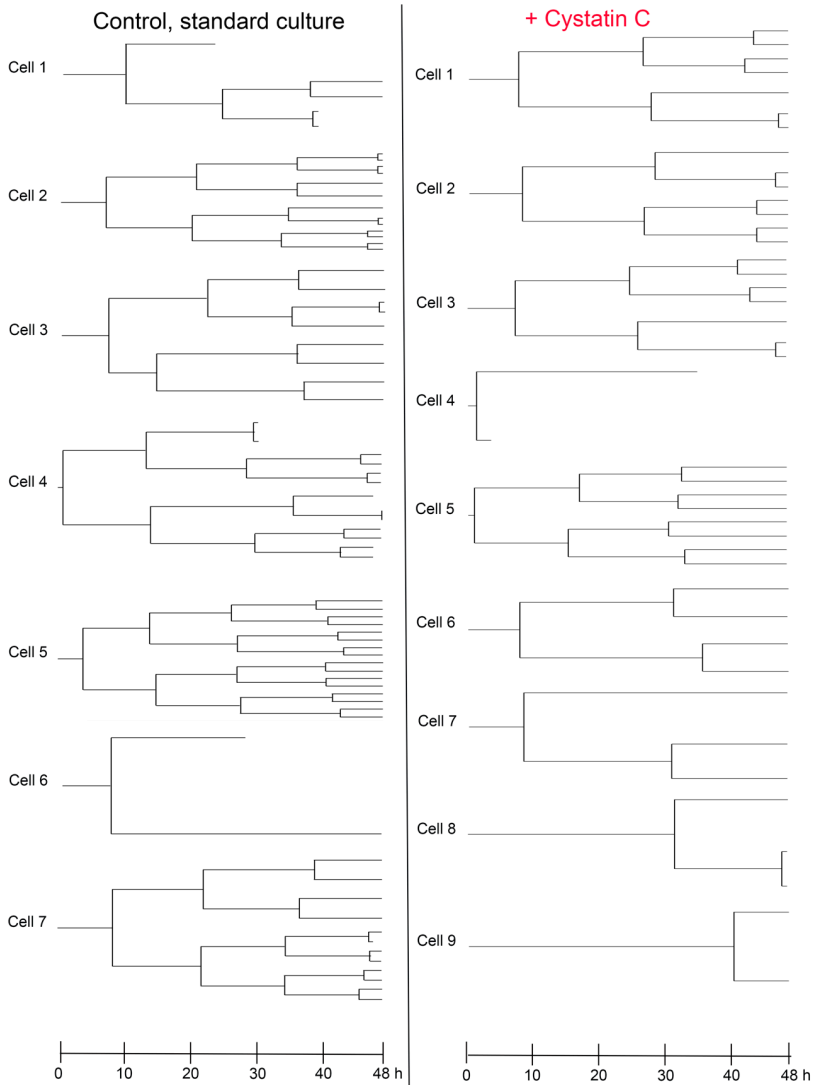 Control, standard culture
Cell 1
Cell 2
Cell 3
Cell 4
Cell 5
Cell 6
Cell 7
0 10 20 30 40 48 h
+ Cystatin C
Cell 1
Cell 2
Cell 3
Cell 4
Cell 5
Cell 6
Cell 7
Cell 8
Cell 9
0 10 20 30 40 48 h